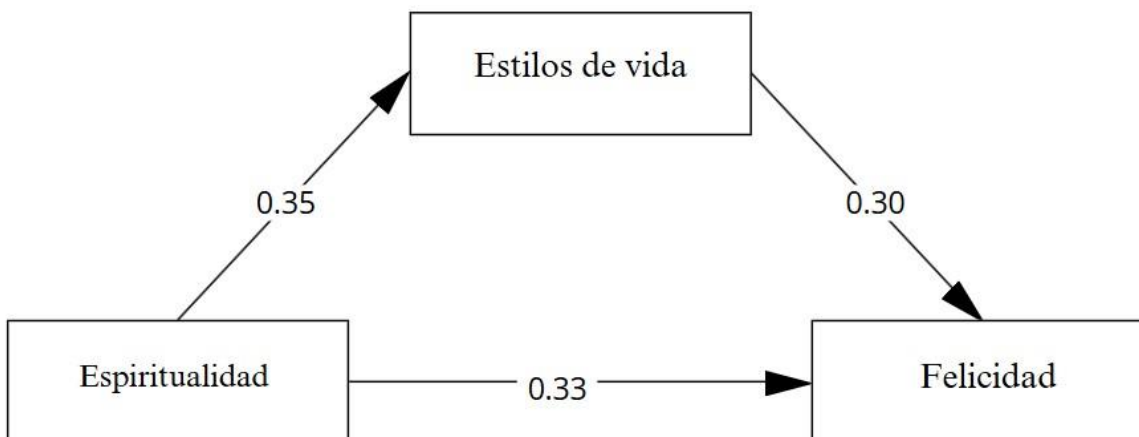 Estilos de vida
0.35
0.30
Espiritualidad
0.33
Felicidad